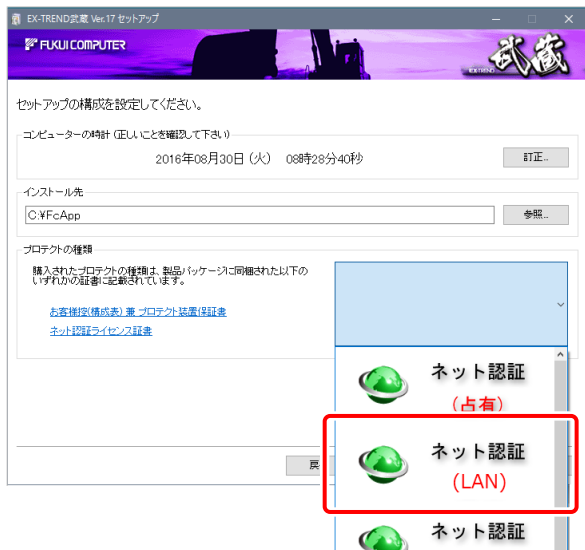 EX-TREND武蔵 Ver.17 セットアップ
FUKUI COMPUTER
武蔵
EX-TREND
セットアップの構成を設定してください。
コンピューターの時計 (正しいことを確認して下さい)
2016年08月30日 (火) 08時28分40秒
訂正...
インストール先
C:¥FcApp
参照...
プロテクトの種類
購入されたプロテクトの種類は、製品パッケージに同梱された以下の
いずれかの証書に記載されています。
お客様控(構成表) 兼 プロテクト装置保証書
ネット認証ライセンス証書
ネット認証
(占有)
ネット認証
(LAN)
戻
ネット認証